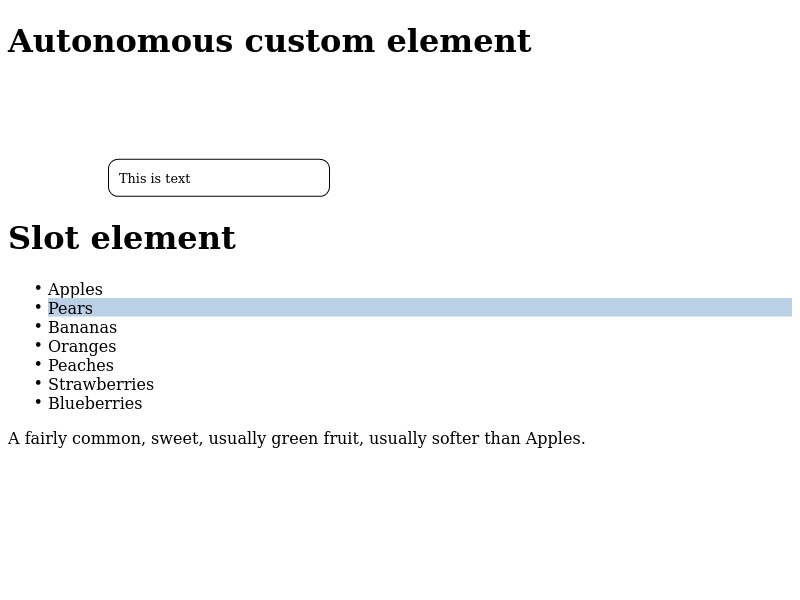 Autonomous custom element
This is text
Slot element
• Apples
• Pears
• Bananas
• Oranges
• Peaches
• Strawberries
• Blueberries
A fairly common, sweet, usually green fruit, usually softer than Apples.